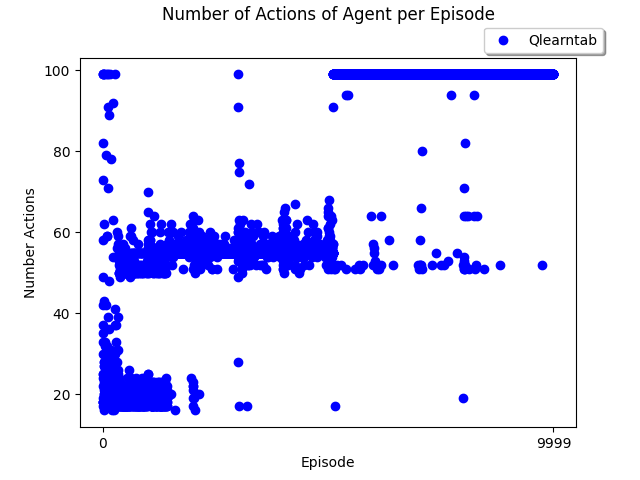 Number of Actions of Agent per Episode
Qlearntab
100
80
60
40
20
Number Actions
0
9999
Episode